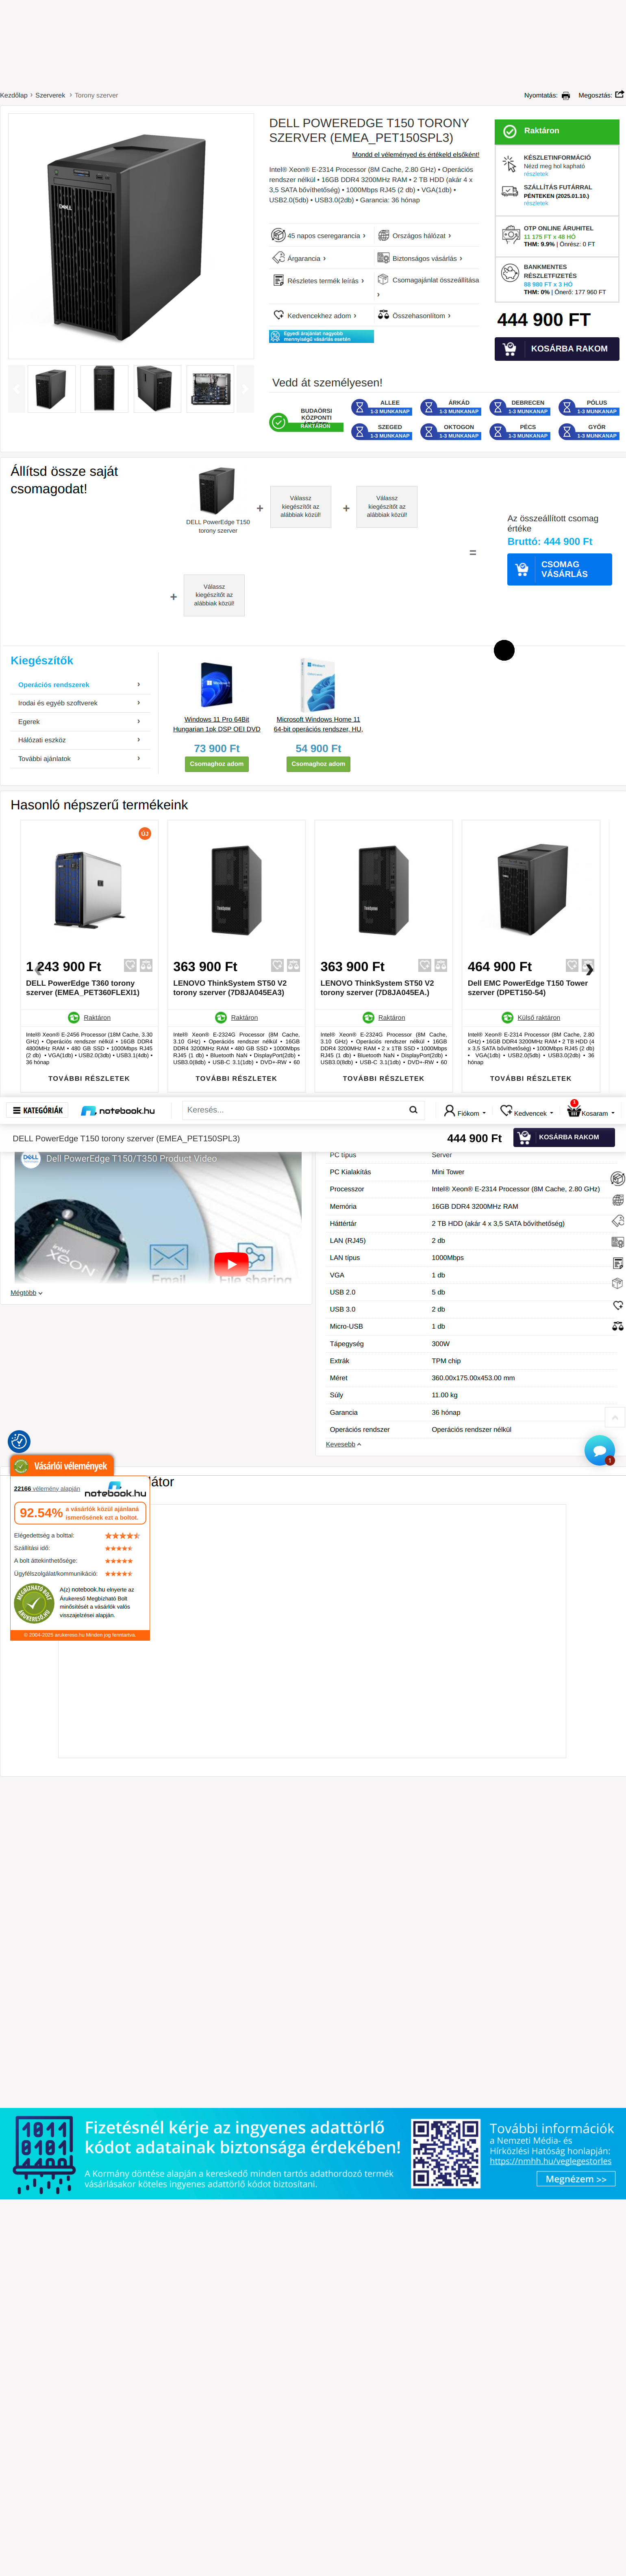 Kezdőlap › Szerverek › Torony szerver
Nyomtatás:
Megosztás:
DELL POWEREDGE T150 TORONY
SZERVER (EMEA_PET150SPL3)
Mondd el véleményed és értékeld elsőként!
Intel® Xeon® E-2314 Processor (8M Cache, 2.80 GHz) • Operációs
rendszer nélkül • 16GB DDR4 3200MHz RAM • 2 TB HDD (akár 4 x
3,5 SATA bővíthetőség) • 1000Mbps RJ45 (2 db) • VGA(1db) •
USB2.0(5db) • USB3.0(2db) • Garancia: 36 hónap
45 napos cseregarancia ›
Országos hálózat ›
Árgarancia ›
Biztonságos vásárlás ›
Részletes termék leírás ›
Csomagajánlat összeállítása
›
Kedvencekhez adom ›
Összehasonlítom ›
Egyedi árajánlat nagyobb
mennyiségű vásárlás esetén
Raktáron
KÉSZLETINFORMÁCIÓ
Nézd meg hol kapható
részletek
SZÁLLÍTÁS FUTÁRRAL
PÉNTEKEN (2025.01.10.)
részletek
OTP ONLINE ÁRUHITEL
11 175 FT x 48 HÓ
THM: 9.9% | Önrész: 0 FT
BANKMENTES
RÉSZLETFIZETÉS
88 980 FT x 3 HÓ
THM: 0% | Önerő: 177 960 FT
444 900 FT
KOSÁRBA RAKOM
Vedd át személyesen!
BUDAÖRSI
KÖZPONTI
RAKTÁRON
ALLEE
1-3 MUNKANAP
ÁRKÁD
1-3 MUNKANAP
DEBRECEN
1-3 MUNKANAP
PÓLUS
1-3 MUNKANAP
SZEGED
1-3 MUNKANAP
OKTOGON
1-3 MUNKANAP
PÉCS
1-3 MUNKANAP
GYŐR
1-3 MUNKANAP
Állítsd össze saját
csomagodat!
DELL PowerEdge T150
torony szerver
+
Válassz
kiegészítőt az
alábbiak közül!
+
Válassz
kiegészítőt az
alábbiak közül!
+
Válassz
kiegészítőt az
alábbiak közül!
=
Az összeállított csomag
értéke
Bruttó: 444 900 Ft
CSOMAG
VÁSÁRLÁS
Kiegészítők
Operációs rendszerek ›
Irodai és egyéb szoftverek ›
Egerek ›
Hálózati eszköz ›
További ajánlatok ›
Windows 11 Pro 64Bit
Hungarian 1pk DSP OEI DVD
73 900 Ft
Csomaghoz adom
Microsoft Windows Home 11
64-bit operációs rendszer, HU,
54 900 Ft
Csomaghoz adom
Hasonló népszerű termékeink
ÚJ
1 243 900 Ft
DELL PowerEdge T360 torony
szerver (EMEA_PET360FLEXI1)
Raktáron
Intel® Xeon® E-2456 Processor (18M Cache, 3.30
GHz) • Operációs rendszer nélkül • 16GB DDR4
4800MHz RAM • 480 GB SSD • 1000Mbps RJ45
(2 db) • VGA(1db) • USB2.0(3db) • USB3.1(4db) •
36 hónap
TOVÁBBI RÉSZLETEK
363 900 Ft
LENOVO ThinkSystem ST50 V2
torony szerver (7D8JA045EA3)
Raktáron
Intel® Xeon® E-2324G Processor (8M Cache,
3.10 GHz) • Operációs rendszer nélkül • 16GB
DDR4 3200MHz RAM • 480 GB SSD • 1000Mbps
RJ45 (1 db) • Bluetooth NaN • DisplayPort(2db) •
USB3.0(8db) • USB-C 3.1(1db) • DVD+-RW • 60
TOVÁBBI RÉSZLETEK
363 900 Ft
LENOVO ThinkSystem ST50 V2
torony szerver (7D8JA045EA.)
Raktáron
Intel® Xeon® E-2324G Processor (8M Cache,
3.10 GHz) • Operációs rendszer nélkül • 16GB
DDR4 3200MHz RAM • 2 x 1TB SSD • 1000Mbps
RJ45 (1 db) • Bluetooth NaN • DisplayPort(2db) •
USB3.0(8db) • USB-C 3.1(1db) • DVD+-RW • 60
TOVÁBBI RÉSZLETEK
464 900 Ft
Dell EMC PowerEdge T150 Tower
szerver (DPET150-54)
Külső raktáron
Intel® Xeon® E-2314 Processor (8M Cache, 2.80
GHz) • 16GB DDR4 3200MHz RAM • 2 TB HDD (4
x 3,5 SATA bővíthetőség) • 1000Mbps RJ45 (2 db)
• VGA(1db) • USB2.0(5db) • USB3.0(2db) • 36
hónap
TOVÁBBI RÉSZLETEK
KATEGÓRIÁK
notebook.hu
Keresés...
Fiókom
Kedvencek
Kosaram
DELL PowerEdge T150 torony szerver (EMEA_PET150SPL3)
444 900 Ft
KOSÁRBA RAKOM
Dell PowerEdge T150/T350 Product Video
Email
File sharing
Mégtöbb
PC típus Server
PC Kialakítás Mini Tower
Processzor Intel® Xeon® E-2314 Processor (8M Cache, 2.80 GHz)
Memória 16GB DDR4 3200MHz RAM
Háttértár 2 TB HDD (akár 4 x 3,5 SATA bővíthetőség)
LAN (RJ45) 2 db
LAN típus 1000Mbps
VGA 1 db
USB 2.0 5 db
USB 3.0 2 db
Micro-USB 1 db
Tápegység 300W
Extrák TPM chip
Méret 360.00x175.00x453.00 mm
Súly 11.00 kg
Garancia 36 hónap
Operációs rendszer Operációs rendszer nélkül
Kevesebb
1
Vásárlói vélemények
22166 vélemény alapján
notebook.hu
92.54% a vásárlók közül ajánlaná
ismerősének ezt a boltot.
Elégedettség a bolttal:
Szállítási idő:
A bolt áttekinthetősége:
Ügyfélszolgálat/kommunikáció:
MEGBÍZHATÓ BOLT
ARUKERESO.HU
A(z) notebook.hu elnyerte az
Árukereső Megbízható Bolt
minősítését a vásárlók valós
visszajelzései alapján.
© 2004-2025 arukereso.hu Minden jog fenntartva.
látor
Fizetésnél kérje az ingyenes adattörlő
kódot adatainak biztonsága érdekében!
A Kormány döntése alapján a kereskedő minden tartós adathordozó termék
vásárlásakor köteles ingyenes adattörlő kódot biztosítani.
További információk
a Nemzeti Média- és
Hírközlési Hatóság honlapján:
https://nmhh.hu/veglegestorles
Megnézem >>